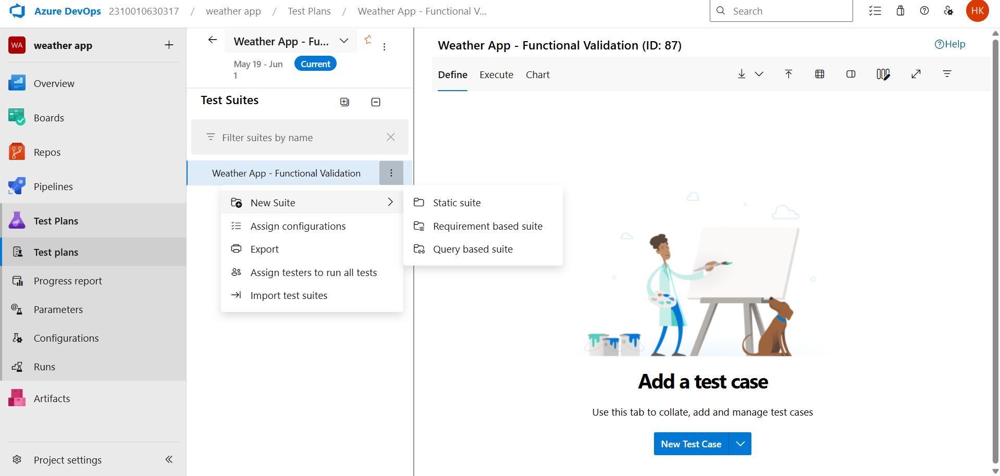 Azure DevOps 2310010630317 / weather app / Test Plans / Weather App - Functional V...
Search
HK
WA weather app
Overview
Boards
Repos
Pipelines
Test Plans
Test plans
Progress report
Parameters
Configurations
Runs
Artifacts
Project settings
Weather App - Fu...
May 19 - Jun
1
Current
Test Suites
Filter suites by name
Weather App - Functional Validation
New Suite
Assign configurations
Export
Assign testers to run all tests
Import test suites
Static suite
Requirement based suite
Query based suite
Weather App - Functional Validation (ID: 87)
Help
Define Execute Chart
Add a test case
Use this tab to collate, add and manage test cases
New Test Case